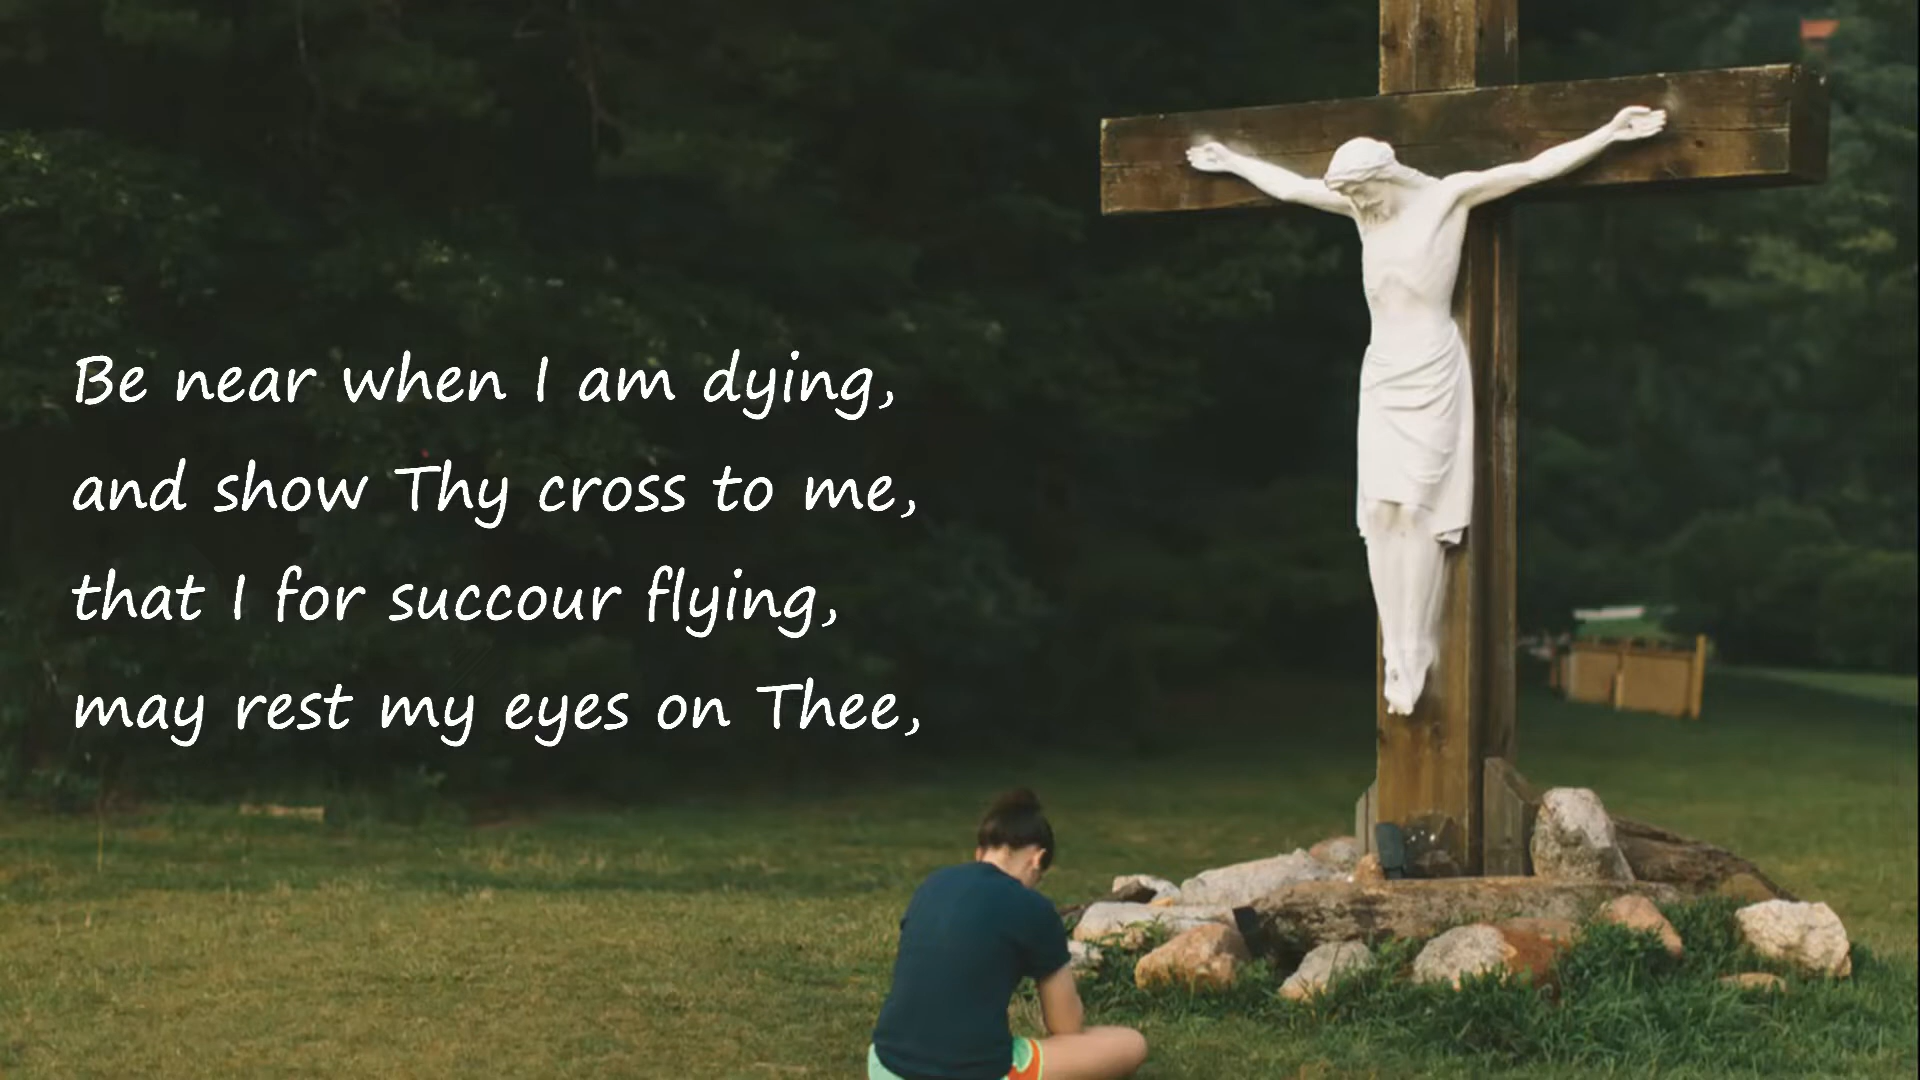 Be near when I am dying,
and show Thy cross to me,
that I for succour flying,
may rest my eyes on Thee,